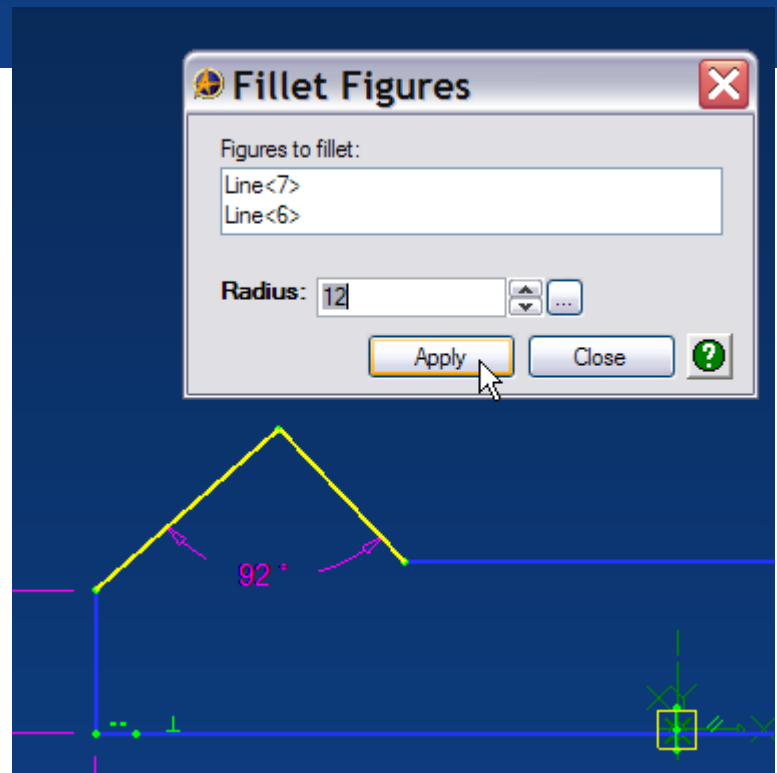 Fillet Figures
Figures to fillet:
Line<7>
Line<6>
Radius: 12 ...
Apply Close ?
92 °
X Y
X